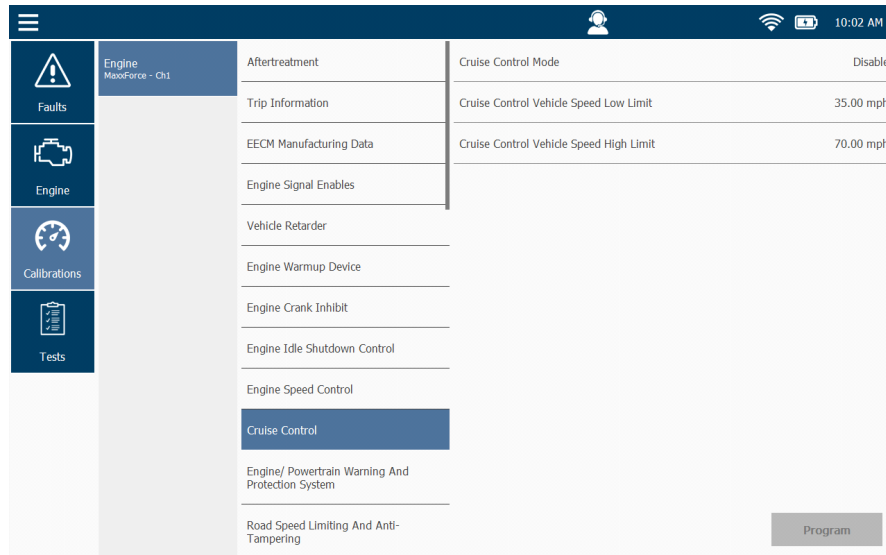 10:02 AM
Faults
Engine
Calibrations
Tests
Engine
MaxxForce - Ch1
Aftertreatment
Trip Information
EECM Manufacturing Data
Engine Signal Enables
Vehicle Retarder
Engine Warmup Device
Engine Crank Inhibit
Engine Idle Shutdown Control
Engine Speed Control
Cruise Control
Engine/ Powertrain Warning And
Protection System
Road Speed Limiting And Anti-
Tampering
Cruise Control Mode Disable
Cruise Control Vehicle Speed Low Limit 35.00 mph
Cruise Control Vehicle Speed High Limit 70.00 mph
Program